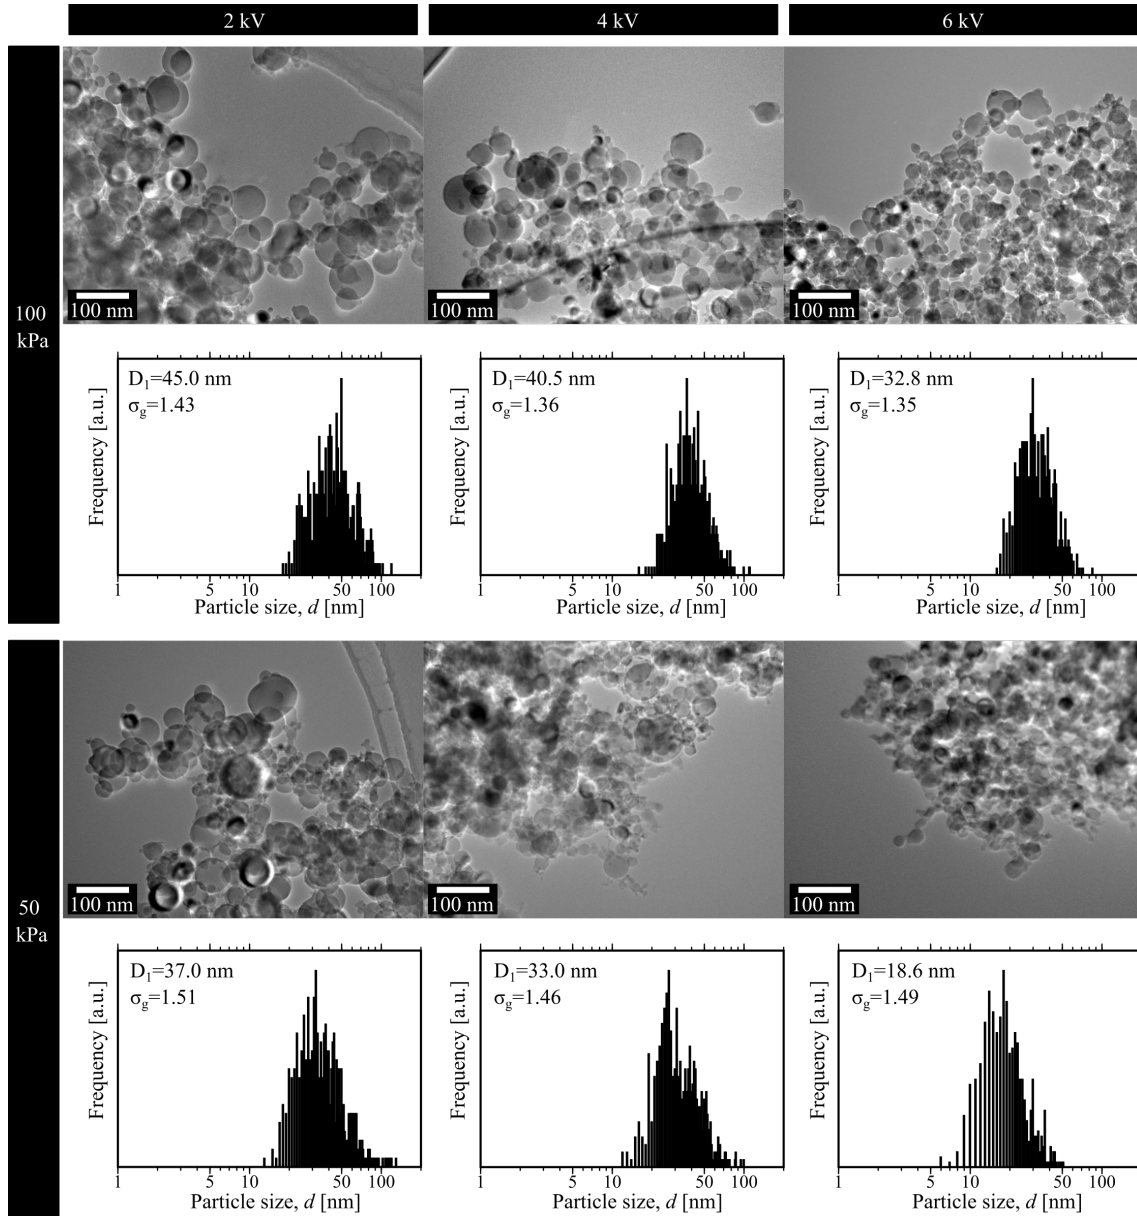 2 kV
4 kV
6 kV
100
kPa
100 nm
100 nm
100 nm
D₁=45.0 nm
σg=1.43
Frequency [a.u.]
1 5 10 50 100
Particle size, d [nm]
D₁=40.5 nm
σg=1.36
Frequency [a.u.]
1 5 10 50 100
Particle size, d [nm]
D₁=32.8 nm
σg=1.35
Frequency [a.u.]
1 5 10 50 100
Particle size, d [nm]
50
kPa
100 nm
100 nm
100 nm
D₁=37.0 nm
σg=1.51
Frequency [a.u.]
1 5 10 50 100
Particle size, d [nm]
D₁=33.0 nm
σg=1.46
Frequency [a.u.]
1 5 10 50 100
Particle size, d [nm]
D₁=18.6 nm
σg=1.49
Frequency [a.u.]
1 5 10 50 100
Particle size, d [nm]